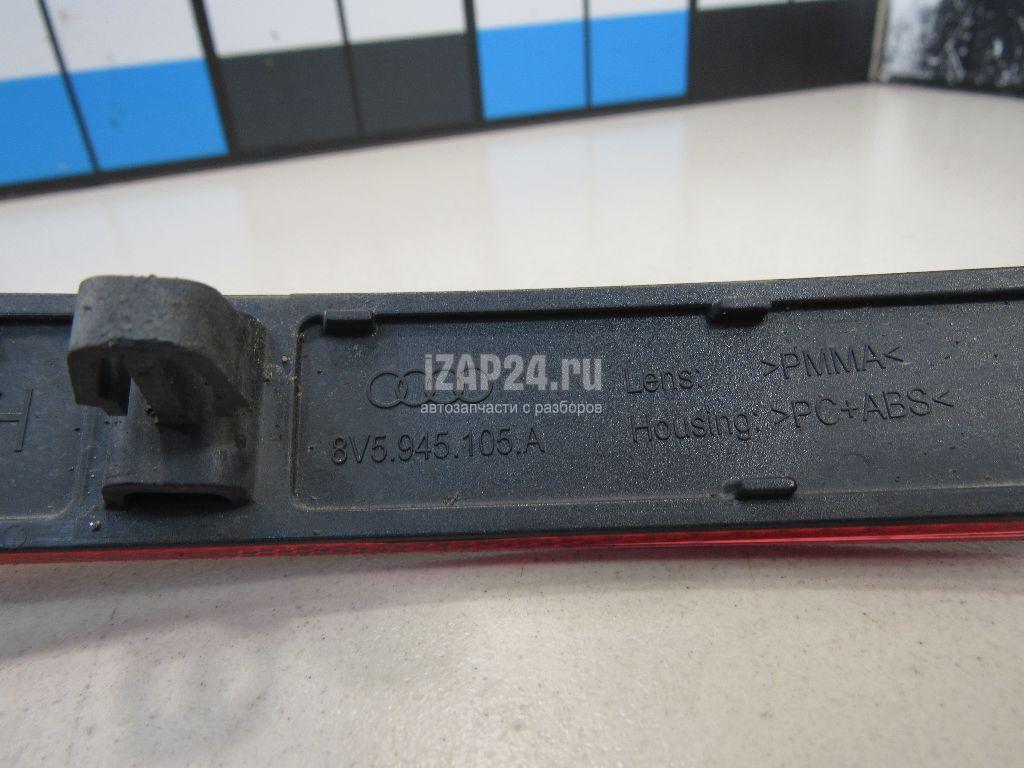 iZAP24.ru
автозапчасти с разборов
8V5.945.105.A
Lens: >PMMA<
Housing: >PC+ABS<